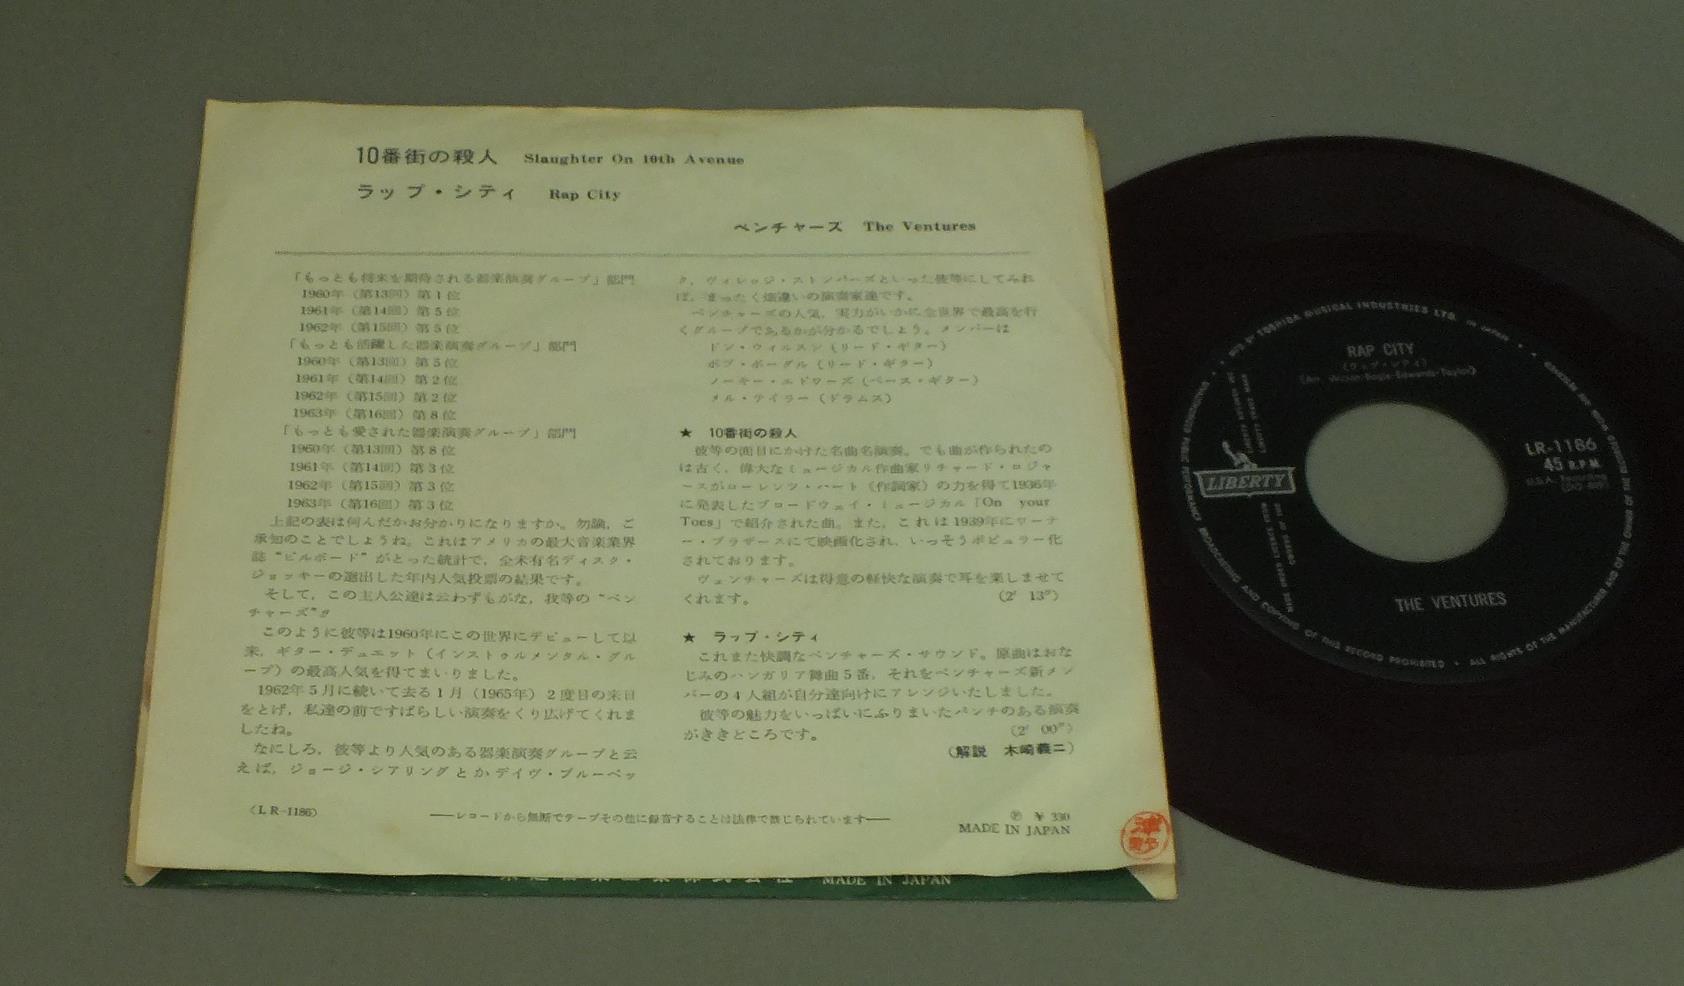 10番街の殺人 Slaughter On 10th Avenue
ラップ・シティ Rap City
ベンチャーズ The Ventures
「もっとも将来を期待される器楽演奏グループ」部門
1960年（第13回）第1位
1961年（第14回）第5位
1962年（第15回）第5位
「もっとも活躍した器楽演奏グループ」部門
1960年（第13回）第5位
1961年（第14回）第2位
1962年（第15回）第2位
1963年（第16回）第8位
「もっとも愛された器楽演奏グループ」部門
1960年（第13回）第8位
1961年（第14回）第3位
1962年（第15回）第3位
1963年（第16回）第3位
上記の表は何んだかお分かりになりますか。勿論、ご
承知のことでしょうね。これはアメリカの最大音楽業界
誌“ビルボード”がとった統計で、全米有名ディスク・
ジョッキーの選出した年内人気投票の結果です。
そして、この主人公達は云わずもがな、我等の“ベン
チャーズ”!!
このように彼等は1960年にこの世界にデビューして以
来、ギター・デュエット（インストゥルメンタル・グル
ープ）の最高人気を得てまいりました。
1962年5月に続いて去る1月（1965年）2度目の来日
をとげ、私達の前ですばらしい演奏をくり広げてくれま
したね。
なにしろ、彼等より人気のある器楽演奏グループと云
えば、ジョージ・シアリングとかデイヴ・ブルーベッ
ク、ヴィレッジ・ストンパーズといった彼等にしてみれ
ば、まったく畑違いの演奏家達です。
ベンチャーズの人気、実力がいかに全世界で最高を行
くグループであるかが分かるでしょう。メンバーは
ドン・ウィルスン（リード・ギター）
ボブ・ボーグル（リード・ギター）
ノーキー・エドワーズ（ベース・ギター）
メル・テイラー（ドラムス）
★ 10番街の殺人
彼等の面目にかけた名曲名演奏。でも曲が作られたの
は古く、偉大なミュージカル作曲家リチャード・ロジャ
ースがローレンツ・ハート（作詞家）の力を得て1936年
に発表したブロードウェイ・ミュージカル「On your
Toes」で紹介された曲。また、これは1939年にワーナ
ー・ブラザースにて映画化され、いっそうポピュラー化
されております。
ヴェンチャーズは得意の軽快な演奏で耳を楽しませて
くれます。 （2′ 13″）
★ ラップ・シティ
これまた快調なベンチャーズ・サウンド。原曲はおな
じみのハンガリア舞曲5番、それをベンチャーズ新メン
バーの4人組が自分達向けにアレンジいたしました。
彼等の魅力をいっぱいにふりまいたパンチのある演奏
がききどころです。 （2′ 00″）
（解説 木崎義二）
（LR-1186）
――レコードから無断でテープその他に録音することは法律で禁じられています――
Ⓟ ¥ 330
MADE IN JAPAN
MADE IN JAPAN
MFD. BY TOSHIBA MUSICAL INDUSTRIES LTD. IN JAPAN
RAP CITY
（ラップ・シティ）
(Arr. Wilson-Bogle-Edwards-Taylor)
LIBERTY
LR-1186
45 R.P.M.
THE VENTURES
UNAUTHORIZED PUBLIC PERFORMANCE BROADCASTING AND COPYING OF THIS RECORD PROHIBITED • ALL RIGHTS OF THE MANUFACTURER AND OF THE OWNER OF THE RECORDED WORK ARE RESERVED